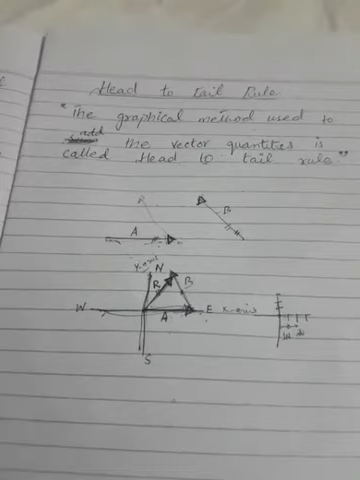 Head to tail Rule
"The graphical method used to
add the vector quantities is
called Head to tail rule."
R
B
A
Y-axis N
R
B
W
E X-axis
A
S